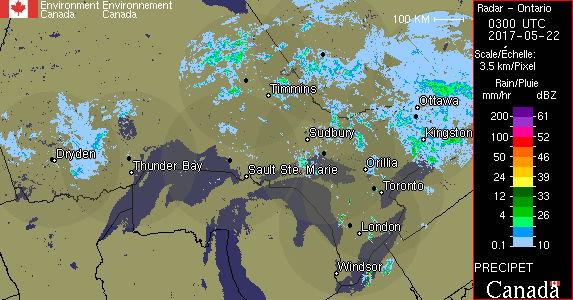 Environment Environnement
Canada Canada
100 KM
Timmins
Ottawa
Sudbury
Kingston
Dryden
Thunder Bay
Sault Ste. Marie
Orillia
Toronto
London
Windsor
Radar - Ontario
0300 UTC
2017-05-22
Scale/Échelle:
3.5 km/Pixel
Rain/Pluie
mm/hr dBZ
200 61
100 52
50 46
24 39
12 33
4 26
1 20
0.1 10
PRECIPET
Canada